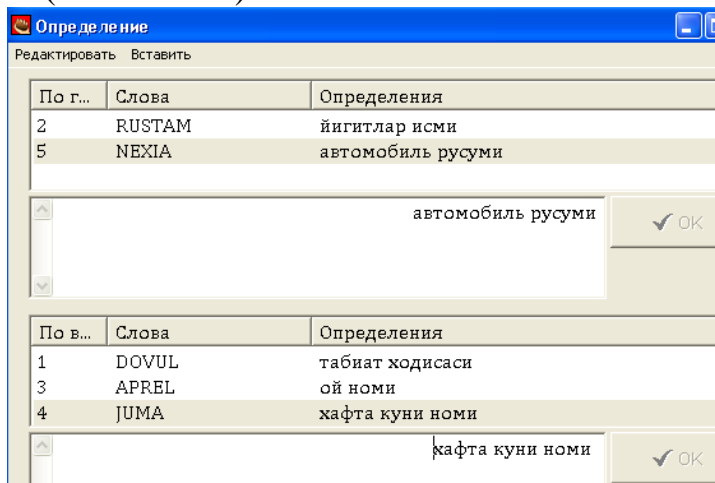 Определение
Редактировать Вставить
По г... Слова Определения
2 RUSTAM йигитлар исми
5 NEXIA автомобиль русуми
автомобиль русуми
OK
По в... Слова Определения
1 DOVUL табиат ходисаси
3 APREL ой номи
4 JUMA хафта куни номи
хафта куни номи
OK